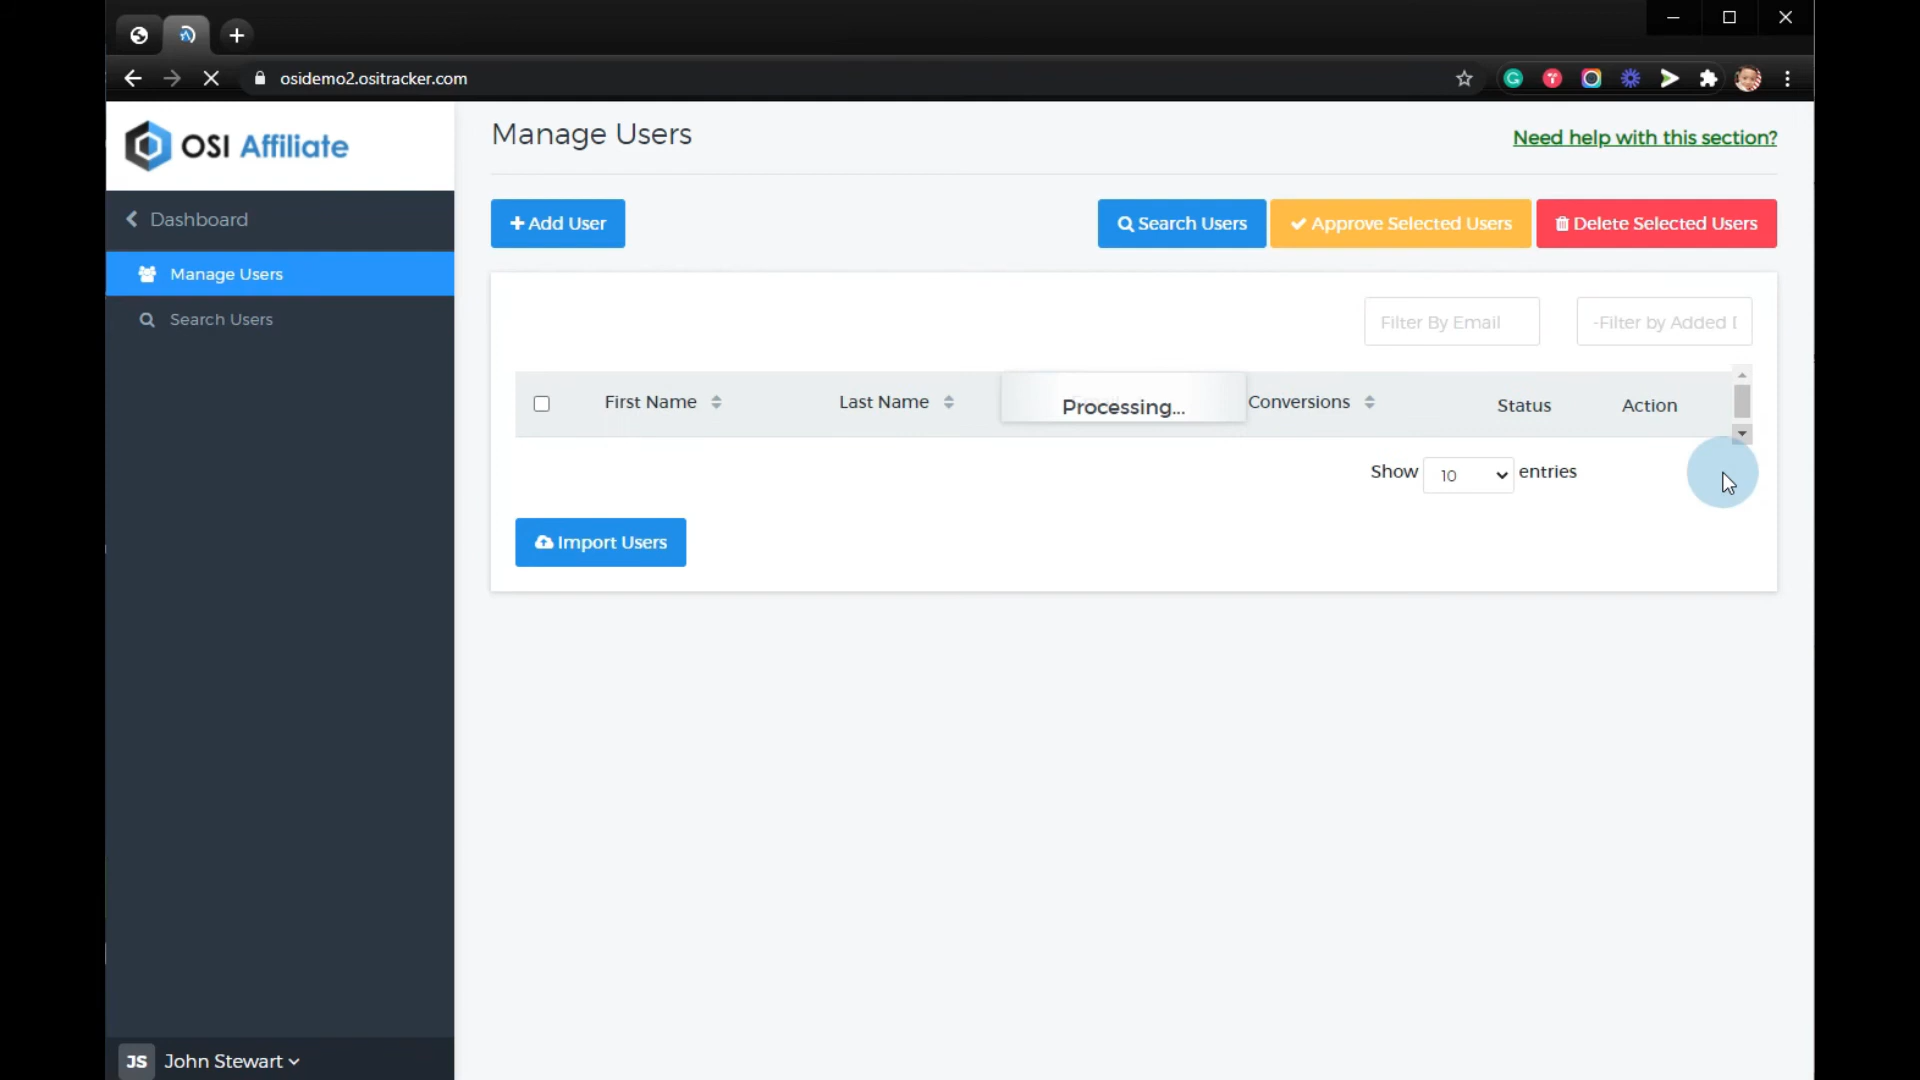 osidemo2.ositracker.com
OSI Affiliate
Manage Users
Need help with this section?
Dashboard
Add User
Search Users
Approve Selected Users
Delete Selected Users
Manage Users
Search Users
Filter By Email
-Filter by Added D
First Name
Last Name
Processing...
Conversions
Status
Action
Show 10 entries
Import Users
JS John Stewart